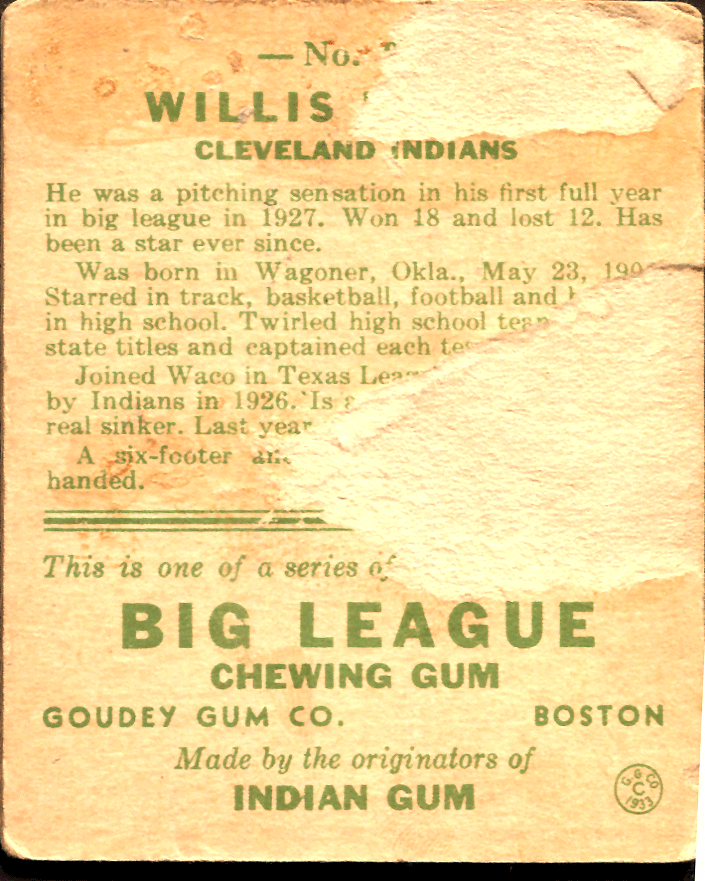 — No.
WILLIS
CLEVELAND INDIANS
He was a pitching sensation in his first full year
in big league in 1927. Won 18 and lost 12. Has
been a star ever since.
Was born in Wagoner, Okla., May 23,
Starred in track, basketball, football and
in high school. Twirled high school
state titles and captained each
Joined Waco in Texas
by Indians in 1926. Is
real sinker. Last year
A six-footer
handed.
This is one of a series of
BIG LEAGUE
CHEWING GUM
GOUDEY GUM CO. BOSTON
Made by the originators of
INDIAN GUM
G. G. CO
C
1933